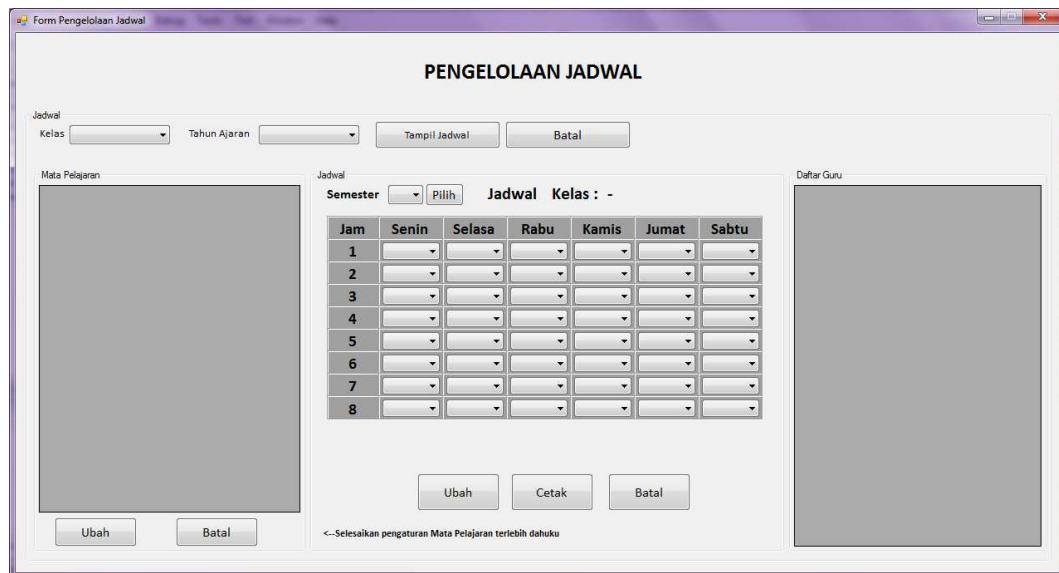 Form Pengelolaan Jadwal
PENGELOLAAN JADWAL
Jadwal
Kelas Tahun Ajaran Tampil Jadwal Batal
Mata Pelajaran
Ubah Batal
Jadwal
Semester Pilih Jadwal Kelas : -
Jam Senin Selasa Rabu Kamis Jumat Sabtu
1
2
3
4
5
6
7
8
Ubah Cetak Batal
<--Selesaikan pengaturan Mata Pelajaran terlebih dahuku
Daftar Guru